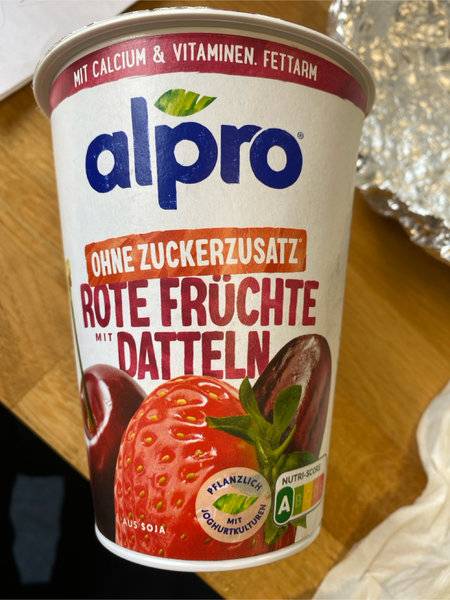 MIT CALCIUM & VITAMINEN. FETTARM
alpro®
OHNE ZUCKERZUSATZ*
ROTE FRÜCHTE
MIT
DATTELN
PFLANZLICH
MIT
JOGHURTKULTUREN
NUTRI-SCORE
A
AUS SOJA